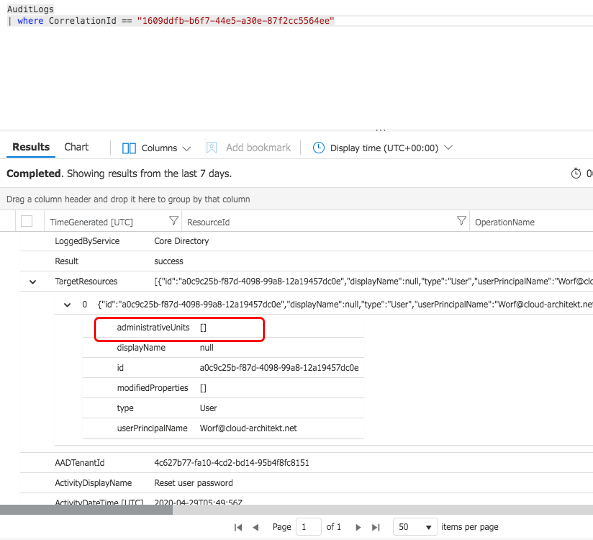 AuditLogs
| where CorrelationId == "1609ddfb-b6f7-44e5-a30e-87f2cc5564ee"
Results Chart Columns Add bookmark Display time (UTC+00:00)
Completed. Showing results from the last 7 days.
Drag a column header and drop it here to group by that column
TimeGenerated [UTC] ResourceId OperationName
LoggedByService Core Directory
Result success
TargetResources [{"id":"a0c9c25b-f87d-4098-99a8-12a19457dc0e","displayName":null,"type":"User","userPrincipalName":"Worf@cloud-architekt
0 {"id":"a0c9c25b-f87d-4098-99a8-12a19457dc0e","displayName":null,"type":"User","userPrincipalName":"Worf@cloud-architekt.net
administrativeUnits []
displayName null
id a0c9c25b-f87d-4098-99a8-12a19457dc0e
modifiedProperties []
type User
userPrincipalName Worf@cloud-architekt.net
AADTenantId 4c627b77-fa10-4cd2-bd14-95b4f8fc8151
ActivityDisplayName Reset user password
ActivityDateTime [UTC] 2020-04-29T05:49:56Z
Page 1 of 1 50 items per page